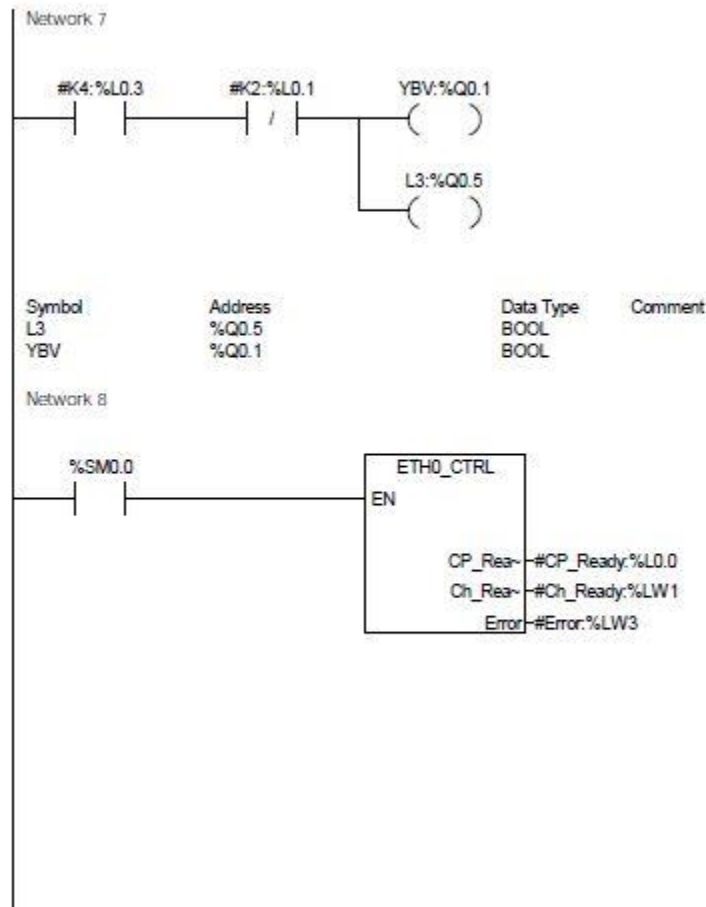 Network 7
#K4:%L0.3 #K2:%L0.1 YBV:%Q0.1
/
L3:%Q0.5
Symbol Address Data Type Comment
L3 %Q0.5 BOOL
YBV %Q0.1 BOOL
Network 8
%SM0.0 ETH0_CTRL
EN
CP_Rea~ #CP_Ready:%L0.0
Ch_Rea~ #Ch_Ready:%LW1
Error #Error:%LW3